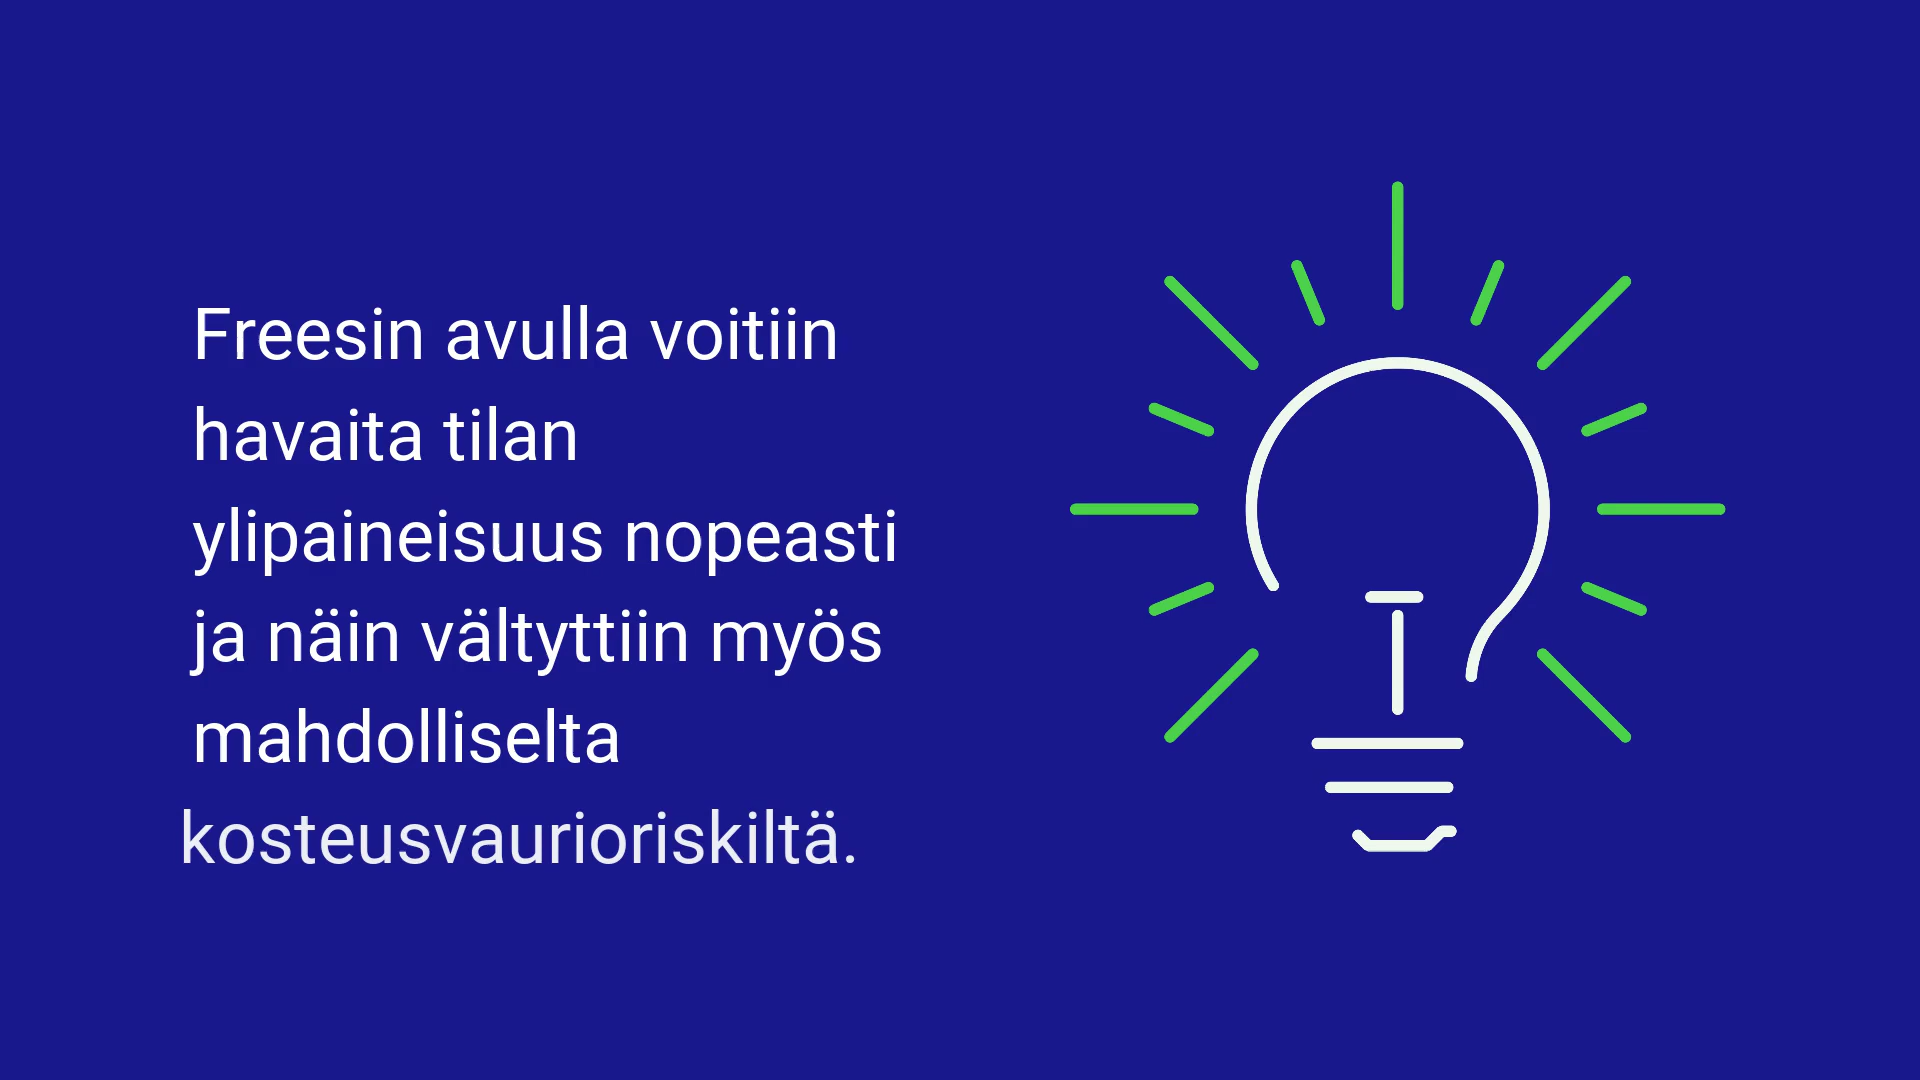 Freesin avulla voitiin
havaita tilan
ylipaineisuus nopeasti
ja näin vältyttiin myös
mahdolliselta
kosteusvaurioriskiltä.